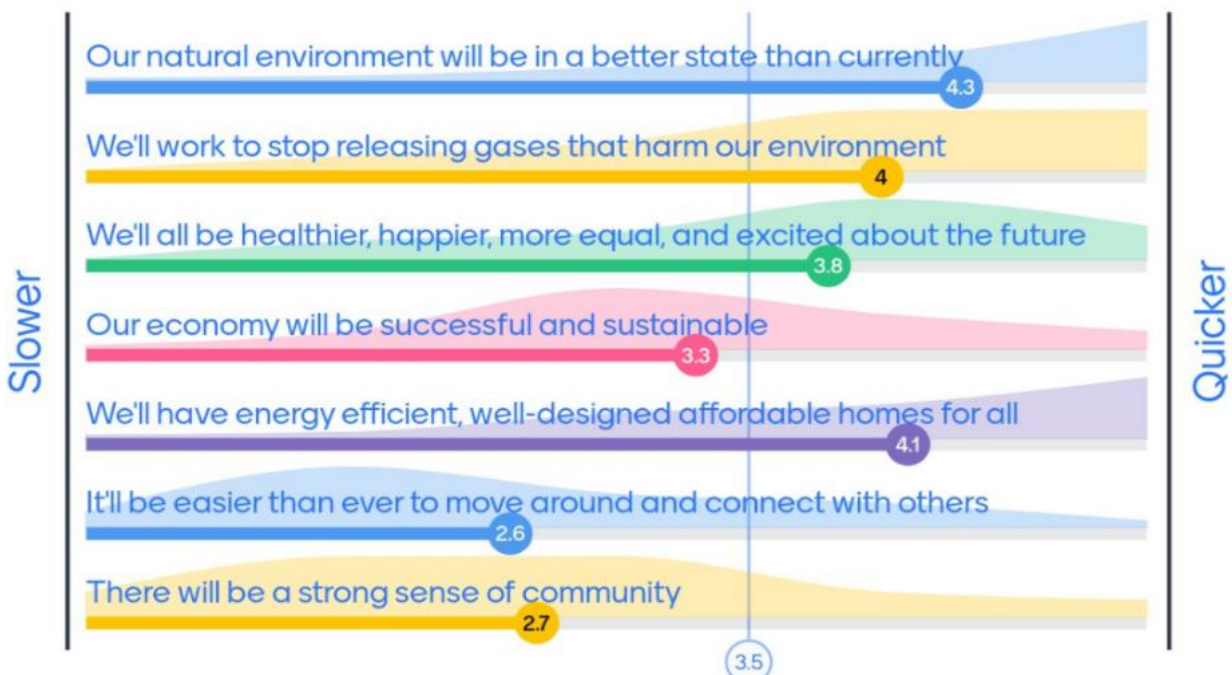 Slower
Our natural environment will be in a better state than currently
4.3
We'll work to stop releasing gases that harm our environment
4
We'll all be healthier, happier, more equal, and excited about the future
3.8
Our economy will be successful and sustainable
3.3
We'll have energy efficient, well-designed affordable homes for all
4.1
It'll be easier than ever to move around and connect with others
2.6
There will be a strong sense of community
2.7
3.5
Quicker